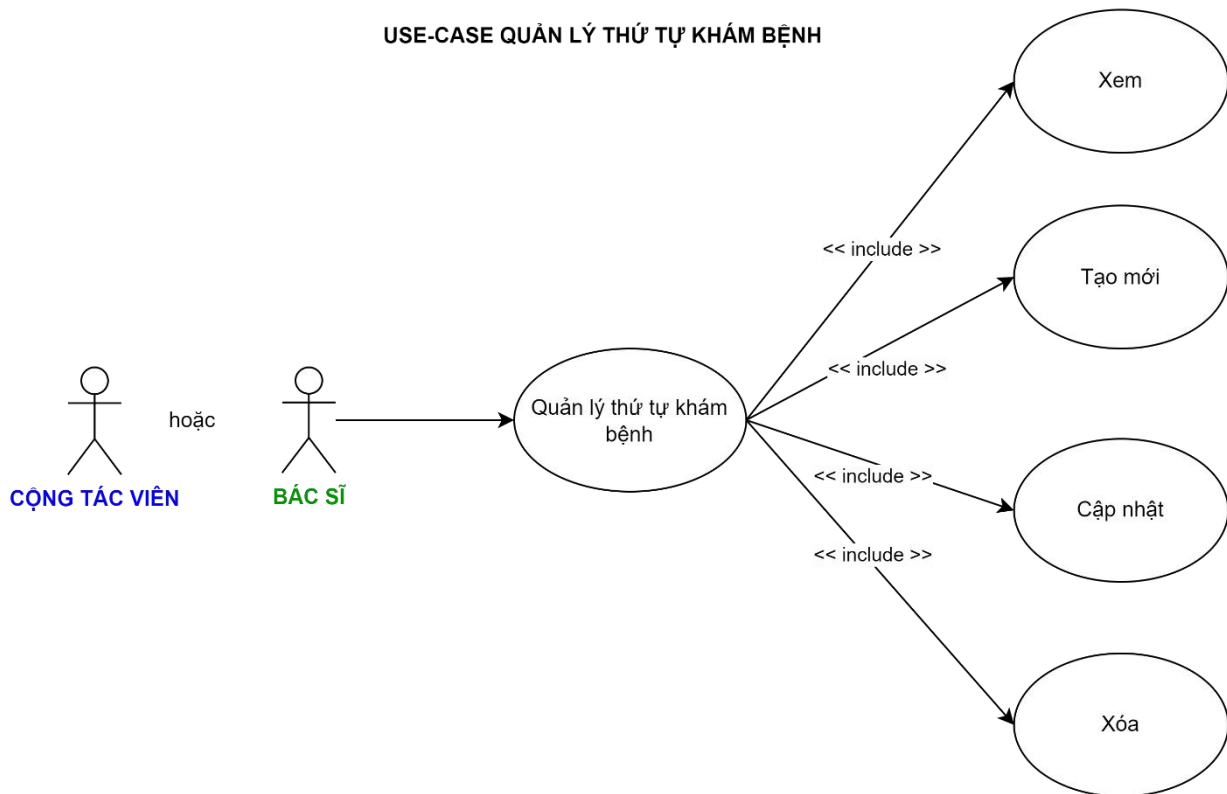 USE-CASE QUẢN LÝ THỨ TỰ KHÁM BỆNH
Xem
<< include >>
Tạo mới
<< include >>
hoặc
Quản lý thứ tự khám
bệnh
CỘNG TÁC VIÊN
BÁC SĨ
<< include >>
Cập nhật
<< include >>
Xóa